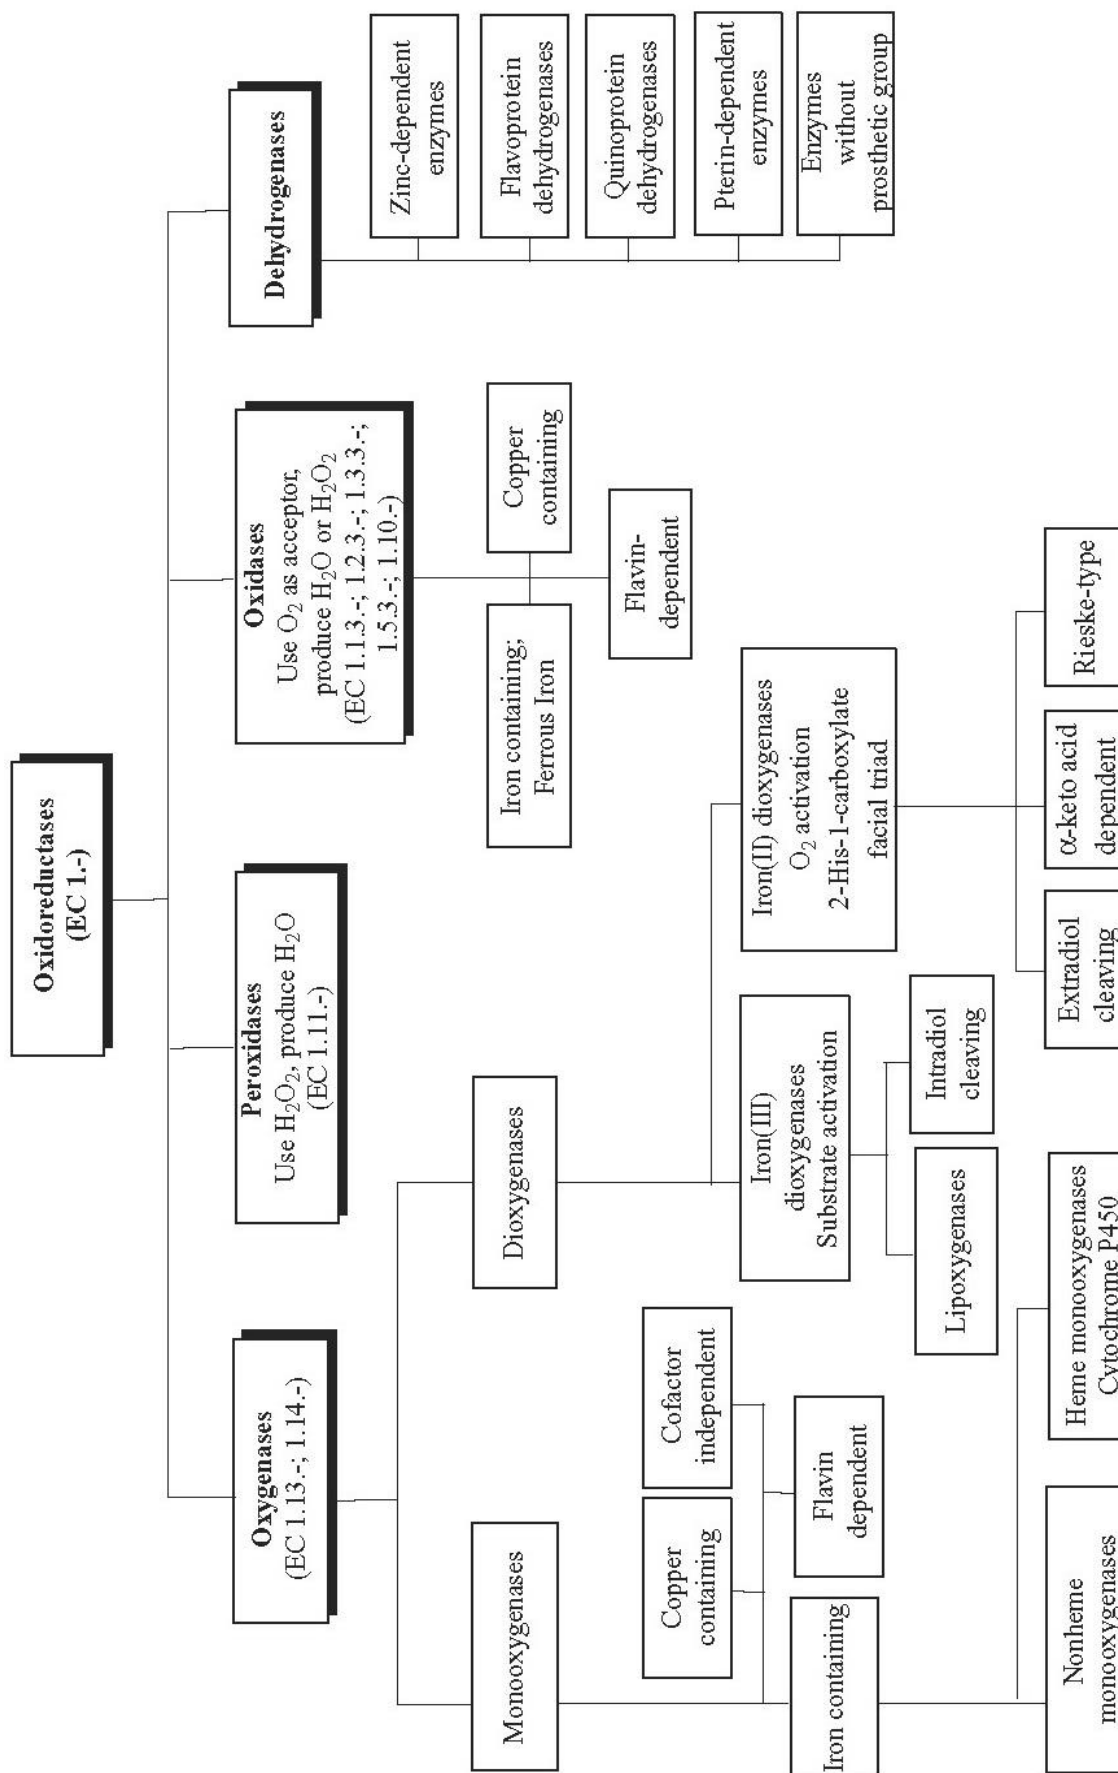 Oxidoreductases
(EC 1.-)
Oxygenases
(EC 1.13.-; 1.14.-)
Peroxidases
Use H₂O₂, produce H₂O
(EC 1.11.-)
Oxidases
Use O₂ as acceptor,
produce H₂O or H₂O₂
(EC 1.1.3.-; 1.2.3.-; 1.3.3.-;
1.5.3.-; 1.10.-)
Dehydrogenases
Zinc-dependent
enzymes
Flavoprotein
dehydrogenases
Quinoprotein
dehydrogenases
Pterin-dependent
enzymes
Enzymes
without
prosthetic group
Iron containing;
Ferrous Iron
Copper
containing
Flavin-
dependent
Monooxygenases
Dioxygenases
Copper
containing
Cofactor
independent
Iron containing
Flavin
dependent
Iron(III)
dioxygenases
Substrate activation
Iron(II) dioxygenases
O₂ activation
2-His-1-carboxylate
facial triad
Lipoxygenases
Intradiol
cleaving
Nonheme
monooxygenases
Heme monooxygenases
Cytochrome P450
Extradiol
cleaving
α-keto acid
dependent
Rieske-type